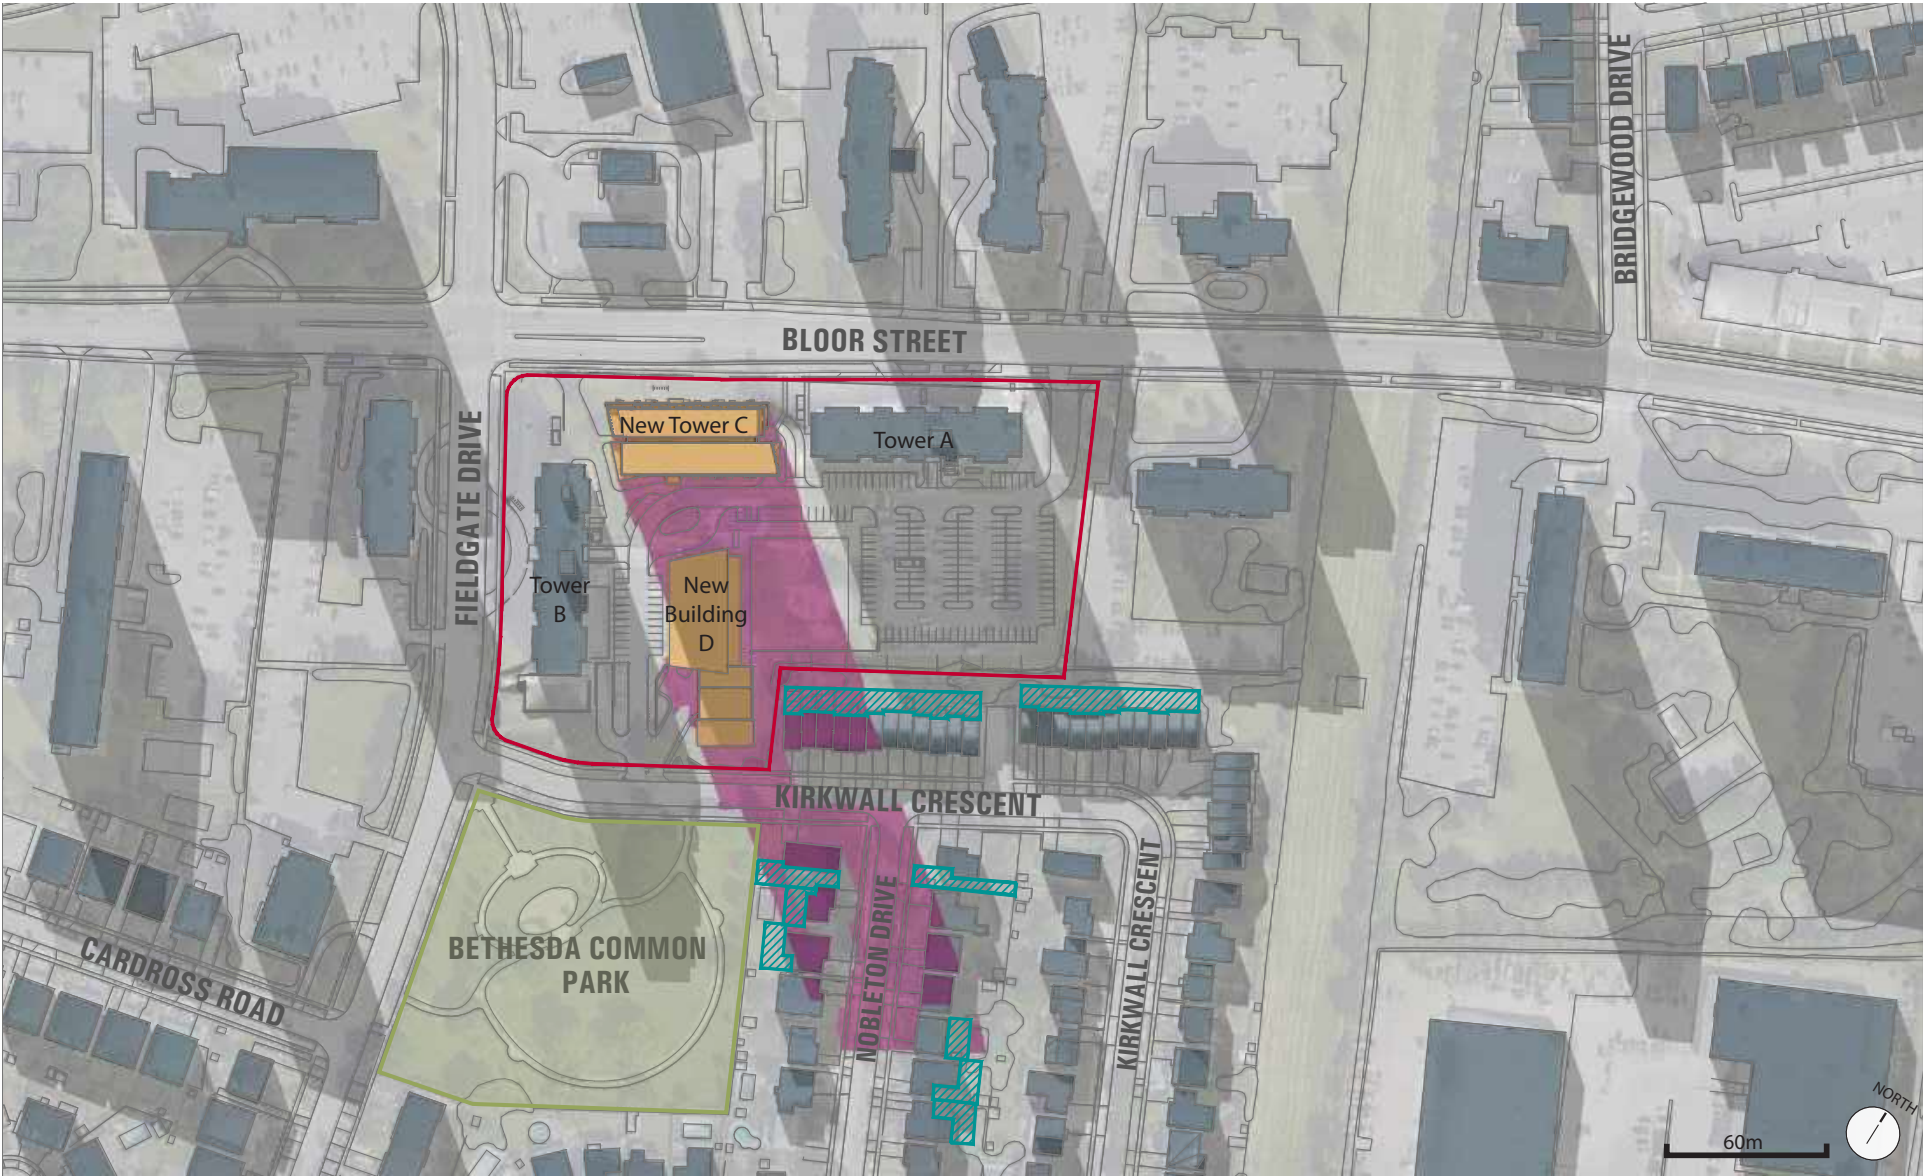 BRIDGEWOOD DRIVE
BLOOR STREET
New Tower C
Tower A
FIELDGATE DRIVE
Tower
B
New
Building
D
KIRKWALL CRESCENT
KIRKWALL CRESCENT
NOBLETON DRIVE
BETHESDA COMMON
PARK
CARDROSS ROAD
NORTH
60m